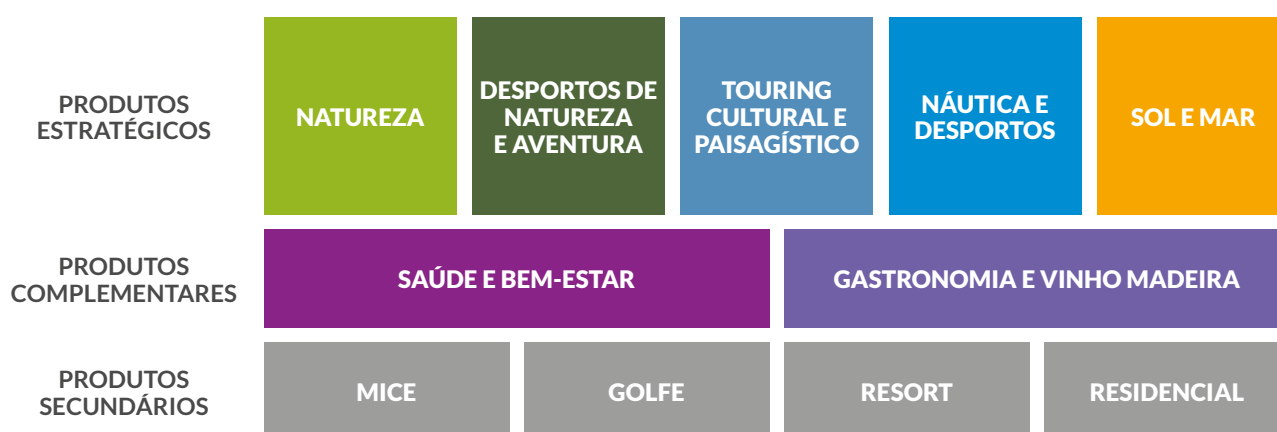 PRODUTOS
ESTRATÉGICOS
NATUREZA
DESPORTOS DE
NATUREZA
E AVENTURA
TOURING
CULTURAL E
PAISAGÍSTICO
NÁUTICA E
DESPORTOS
SOL E MAR
PRODUTOS
COMPLEMENTARES
SAÚDE E BEM-ESTAR
GASTRONOMIA E VINHO MADEIRA
PRODUTOS
SECUNDÁRIOS
MICE
GOLFE
RESORT
RESIDENCIAL